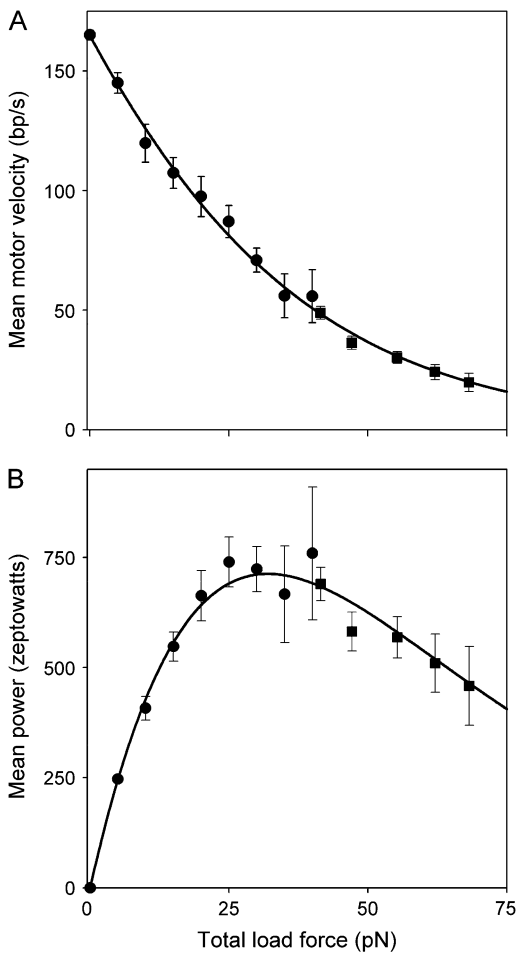 A
Mean motor velocity (bp/s)
150
100
50
0
B
Mean power (zeptowatts)
750
500
250
0
0 25 50 75
Total load force (pN)